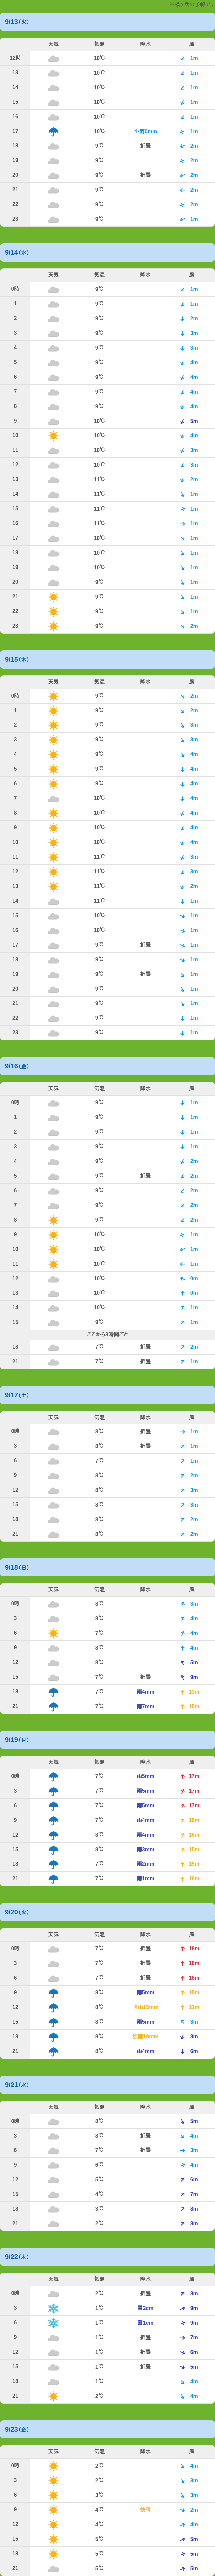 9/13(火)
天気 気温 降水 風
12時 10℃ 1m
13 10℃ 1m
14 10℃ 1m
15 10℃ 1m
16 10℃ 1m
17 10℃ 小雨0mm 1m
18 9℃ 折曇 2m
19 9℃ 2m
20 9℃ 折曇 2m
21 9℃ 2m
22 9℃ 2m
23 9℃ 1m
9/14(水)
天気 気温 降水 風
0時 9℃ 1m
1 9℃ 1m
2 9℃ 2m
3 9℃ 3m
4 9℃ 3m
5 9℃ 4m
6 9℃ 4m
7 9℃ 4m
8 9℃ 4m
9 10℃ 5m
10 10℃ 4m
11 10℃ 3m
12 10℃ 3m
13 11℃ 2m
14 11℃ 1m
15 11℃ 1m
16 11℃ 1m
17 10℃ 1m
18 10℃ 1m
19 10℃ 1m
20 9℃ 1m
21 9℃ 1m
22 9℃ 1m
23 9℃ 2m
9/15(木)
天気 気温 降水 風
0時 9℃ 2m
1 9℃ 2m
2 9℃ 3m
3 9℃ 3m
4 9℃ 4m
5 9℃ 4m
6 9℃ 4m
7 10℃ 4m
8 10℃ 4m
9 10℃ 4m
10 10℃ 4m
11 11℃ 3m
12 11℃ 3m
13 11℃ 2m
14 11℃ 1m
15 10℃ 1m
16 10℃ 1m
17 9℃ 折曇 1m
18 9℃ 1m
19 9℃ 折曇 1m
20 9℃ 1m
21 9℃ 1m
22 9℃ 1m
23 9℃ 1m
9/16(金)
天気 気温 降水 風
0時 9℃ 1m
1 9℃ 1m
2 9℃ 1m
3 9℃ 1m
4 9℃ 2m
5 9℃ 折曇 2m
6 9℃ 2m
7 9℃ 2m
8 9℃ 2m
9 10℃ 1m
10 10℃ 1m
11 10℃ 1m
12 10℃ 0m
13 10℃ 0m
14 10℃ 1m
15 9℃ 1m
ここから3時間ごと
18 7℃ 折曇 2m
21 7℃ 折曇 1m
9/17(土)
天気 気温 降水 風
0時 8℃ 折曇 1m
3 8℃ 折曇 1m
6 7℃ 1m
9 8℃ 2m
12 8℃ 3m
15 8℃ 3m
18 8℃ 2m
21 8℃ 2m
9/18(日)
天気 気温 降水 風
0時 8℃ 3m
3 8℃ 4m
6 7℃ 4m
9 8℃ 4m
12 8℃ 5m
15 7℃ 折曇 9m
18 7℃ 雨4mm 13m
21 7℃ 雨7mm 15m
9/19(月)
天気 気温 降水 風
0時 7℃ 雨5mm 17m
3 7℃ 雨5mm 17m
6 7℃ 雨5mm 17m
9 7℃ 雨4mm 16m
12 8℃ 雨4mm 16m
15 8℃ 雨3mm 15m
18 7℃ 雨2mm 15m
21 7℃ 雨1mm 16m
9/20(火)
天気 気温 降水 風
0時 7℃ 折曇 18m
3 7℃ 折曇 18m
6 7℃ 折曇 18m
9 8℃ 雨5mm 15m
12 8℃ 強雨15mm 11m
15 8℃ 雨5mm 3m
18 8℃ 強雨10mm 8m
21 8℃ 雨4mm 6m
9/21(水)
天気 気温 降水 風
0時 8℃ 5m
3 8℃ 折曇 4m
6 7℃ 折曇 3m
9 6℃ 4m
12 5℃ 6m
15 4℃ 7m
18 3℃ 8m
21 2℃ 8m
9/22(木)
天気 気温 降水 風
0時 2℃ 折曇 8m
3 1℃ 雪2cm 9m
6 1℃ 雪1cm 9m
9 1℃ 折曇 7m
12 1℃ 折曇 6m
15 1℃ 折曇 5m
18 1℃ 4m
21 2℃ 4m
9/23(金)
天気 気温 降水 風
0時 2℃ 4m
3 2℃ 3m
6 3℃ 3m
9 4℃ 快晴 2m
12 4℃ 4m
15 5℃ 5m
18 5℃ 5m
21 5℃ 5m